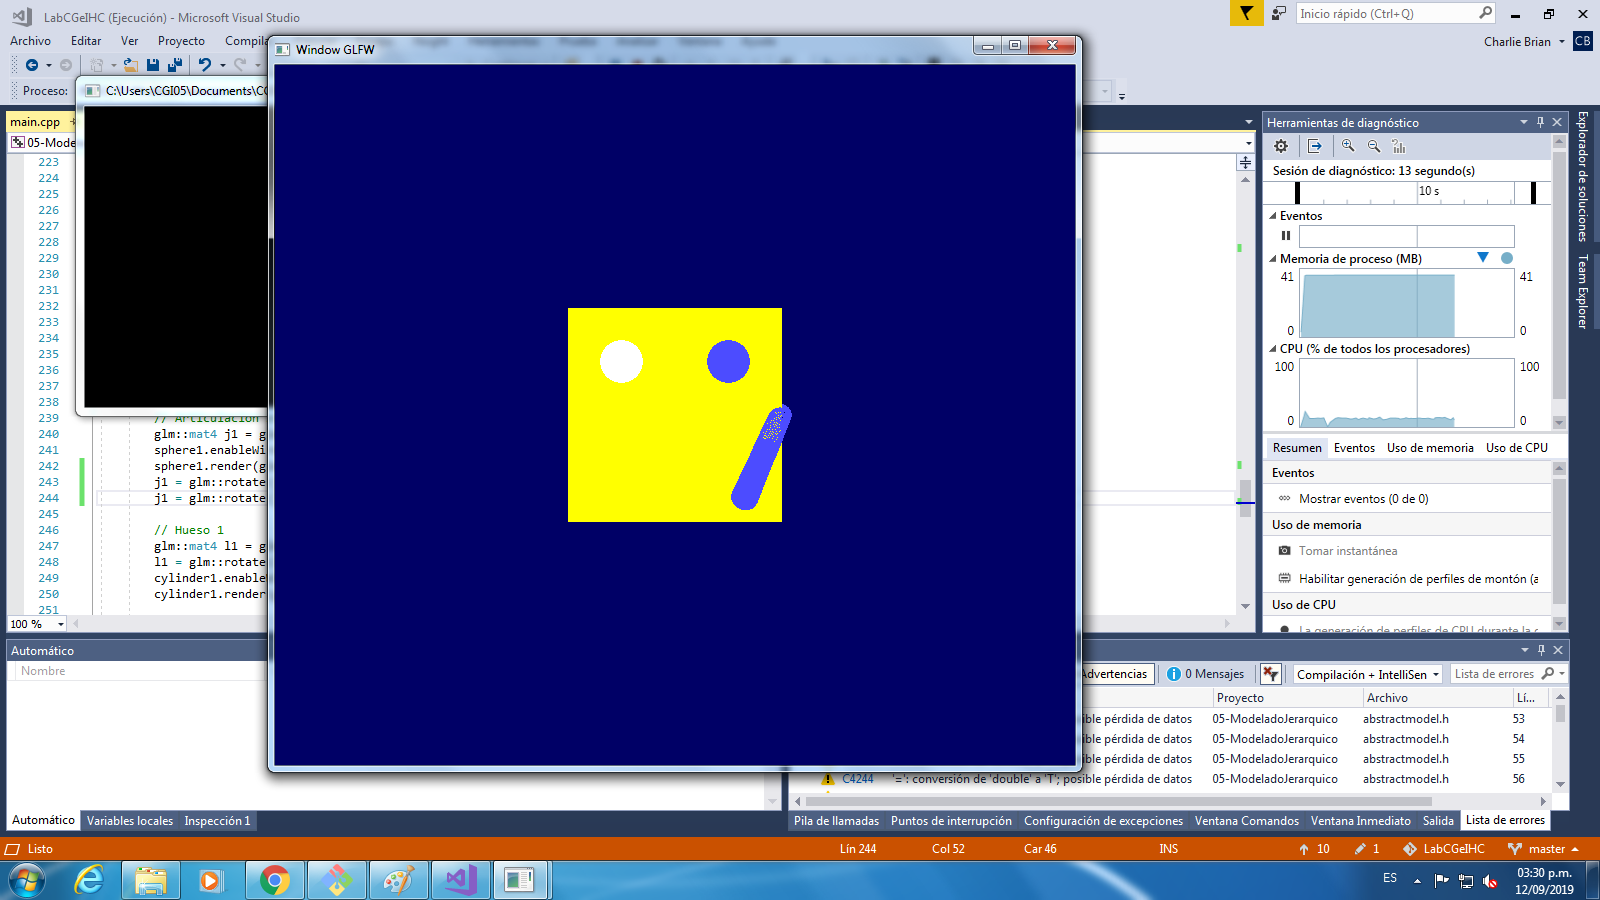 LabCGeIHC (Ejecución) - Microsoft Visual Studio
Inicio rápido (Ctrl+Q)
Archivo Editar Ver Proyecto Compila
Charlie Brian CB
Window GLFW
Proceso:
C:\Users\CGI05\Documents\CG
main.cpp
05-Mode
223
224
225
226
227
228
229
230
231
232
233
234
235
236
237
238
239 // Articulacion
240 glm::mat4 j1 = g
241 sphere1.enableWi
242 sphere1.render(g
243 j1 = glm::rotate
244 j1 = glm::rotate
245
246 // Hueso 1
247 glm::mat4 l1 = g
248 l1 = glm::rotate
249 cylinder1.enable
250 cylinder1.render
251
100 %
Herramientas de diagnóstico
Sesión de diagnóstico: 13 segundo(s)
10 s
Eventos
Memoria de proceso (MB)
41 41
0 0
CPU (% de todos los procesadores)
100 100
0 0
Resumen Eventos Uso de memoria Uso de CPU
Eventos
Mostrar eventos (0 de 0)
Uso de memoria
Tomar instantánea
Habilitar generación de perfiles de montón (a
Uso de CPU
La generación de perfiles de CPU durante la c
Explorador de soluciones
Team Explorer
Automático
Nombre
Automático Variables locales Inspección 1
Advertencias 0 Mensajes Compilación + IntelliSen Lista de errores
Proyecto Archivo Lí...
ible pérdida de datos 05-ModeladoJerarquico abstractmodel.h 53
ible pérdida de datos 05-ModeladoJerarquico abstractmodel.h 54
ible pérdida de datos 05-ModeladoJerarquico abstractmodel.h 55
C4244 '=': conversión de 'double' a 'T'; posible pérdida de datos 05-ModeladoJerarquico abstractmodel.h 56
Pila de llamadas Puntos de interrupción Configuración de excepciones Ventana Comandos Ventana Inmediato Salida Lista de errores
Listo Lín 244 Col 52 Car 46 INS 10 1 LabCGeIHC master
ES
03:30 p.m.
12/09/2019